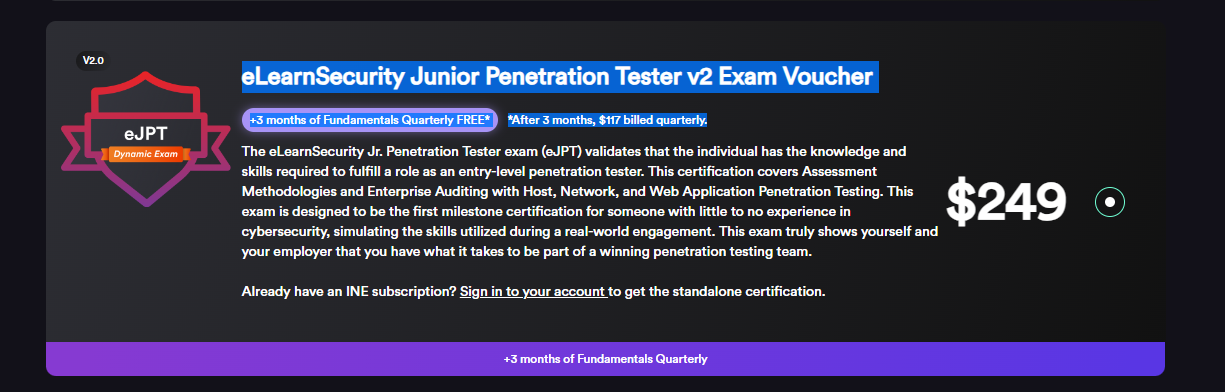 V2.0
eJPT
Dynamic Exam
eLearnSecurity Junior Penetration Tester v2 Exam Voucher
+3 months of Fundamentals Quarterly FREE* *After 3 months, $117 billed quarterly.
The eLearnSecurity Jr. Penetration Tester exam (eJPT) validates that the individual has the knowledge and
skills required to fulfill a role as an entry-level penetration tester. This certification covers Assessment
Methodologies and Enterprise Auditing with Host, Network, and Web Application Penetration Testing. This
exam is designed to be the first milestone certification for someone with little to no experience in
cybersecurity, simulating the skills utilized during a real-world engagement. This exam truly shows yourself and
your employer that you have what it takes to be part of a winning penetration testing team.
Already have an INE subscription? Sign in to your account to get the standalone certification.
$249
+3 months of Fundamentals Quarterly